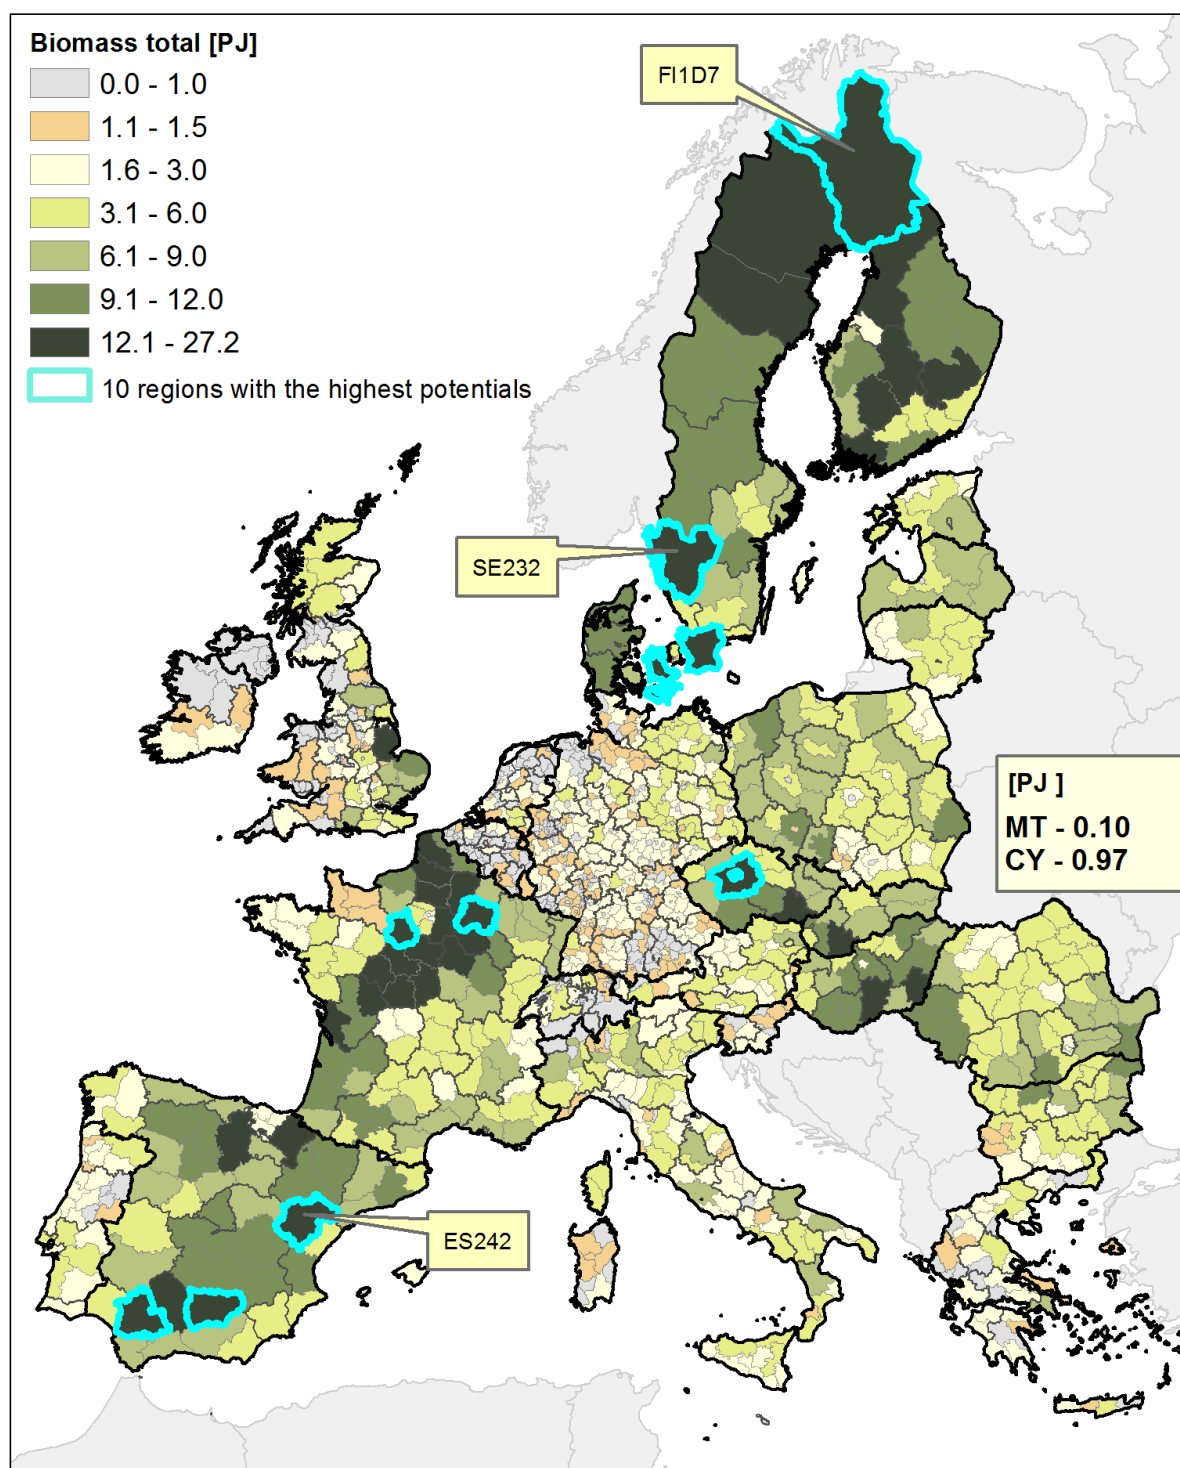 Biomass total [PJ]
0.0 - 1.0
1.1 - 1.5
1.6 - 3.0
3.1 - 6.0
6.1 - 9.0
9.1 - 12.0
12.1 - 27.2
10 regions with the highest potentials
FI1D7
SE232
[PJ ]
MT - 0.10
CY - 0.97
ES242